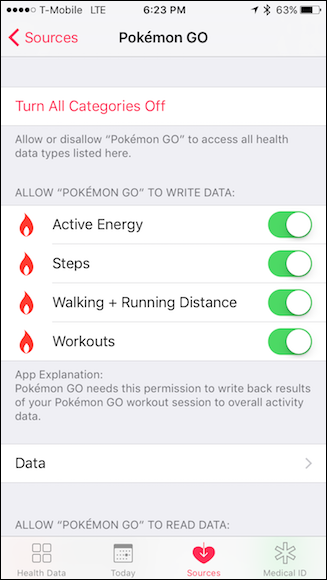 T-Mobile LTE 6:23 PM 63%
Sources Pokémon GO
Turn All Categories Off
Allow or disallow “Pokémon GO” to access all health
data types listed here.
ALLOW “POKÉMON GO” TO WRITE DATA:
Active Energy
Steps
Walking + Running Distance
Workouts
App Explanation:
Pokémon GO needs this permission to write back results
of your Pokémon GO workout session to overall activity
data.
Data
ALLOW “POKÉMON GO” TO READ DATA:
Health Data Today Sources Medical ID